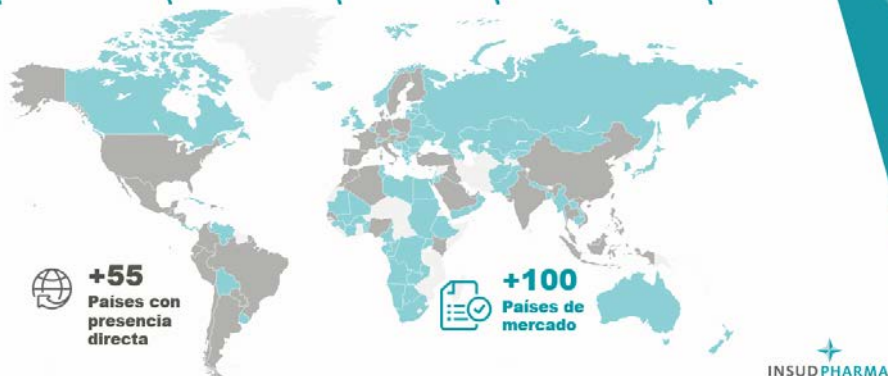 +55
Países con
presencia
directa
+100
Países de
mercado
INSUDPHARMA